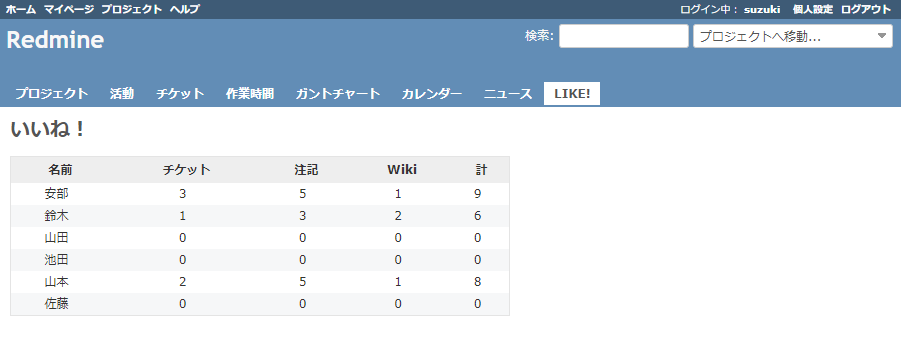 ホーム マイページ プロジェクト ヘルプ ログイン中： suzuki 個人設定 ログアウト
Redmine 検索: プロジェクトへ移動...
プロジェクト 活動 チケット 作業時間 ガントチャート カレンダー ニュース LIKE!
いいね！
名前 チケット 注記 Wiki 計
安部 3 5 1 9
鈴木 1 3 2 6
山田 0 0 0 0
池田 0 0 0 0
山本 2 5 1 8
佐藤 0 0 0 0